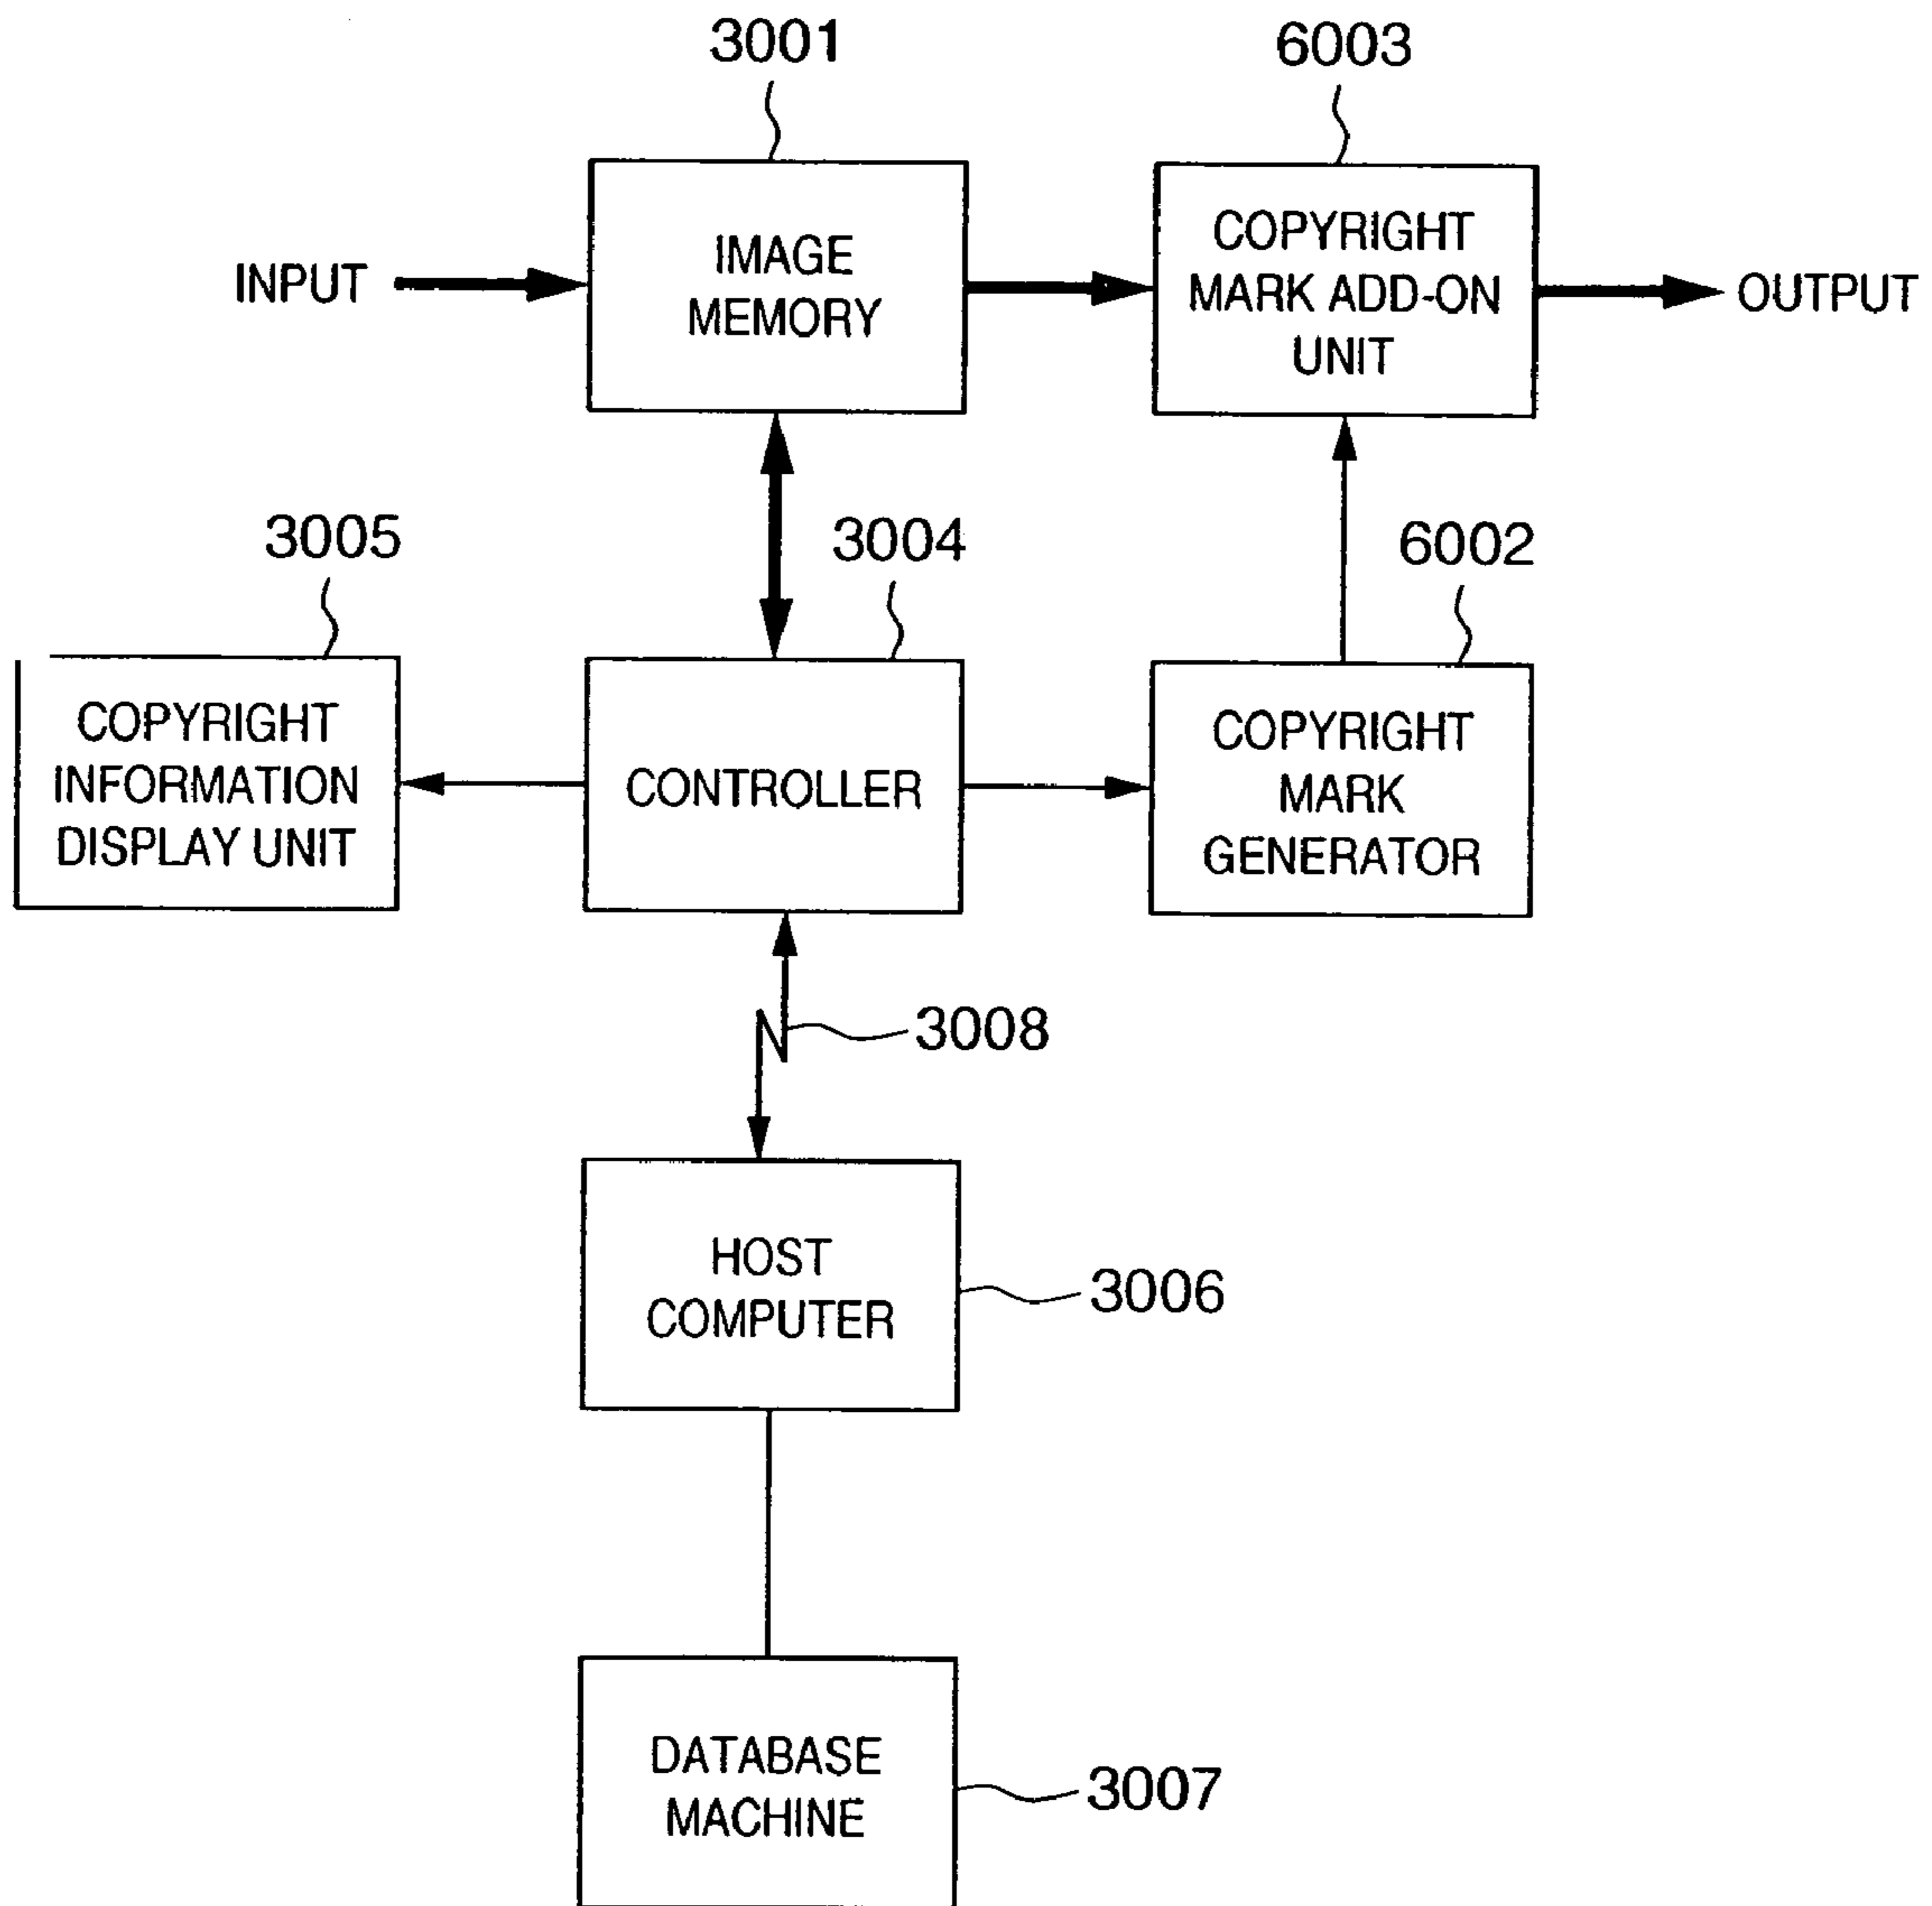 3001
6003
INPUT
IMAGE
MEMORY
COPYRIGHT
MARK ADD-ON
UNIT
OUTPUT
3005
3004
6002
COPYRIGHT
INFORMATION
DISPLAY UNIT
CONTROLLER
COPYRIGHT
MARK
GENERATOR
3008
HOST
COMPUTER
3006
DATABASE
MACHINE
3007